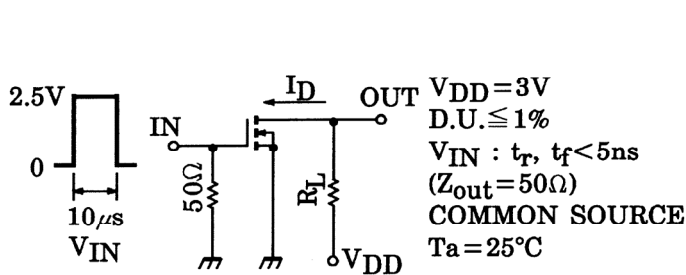 2.5V
0
10μs
VIN
IN
50Ω
ID
OUT
RL
VDD
VDD=3V
D.U.≦1%
VIN : tr, tf<5ns
(Zout=50Ω)
COMMON SOURCE
Ta=25°C